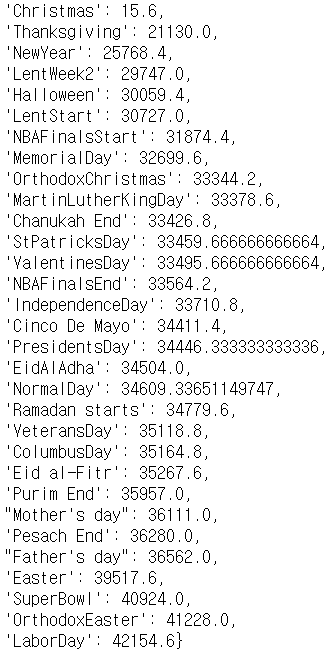 'Christmas': 15.6,
'Thanksgiving': 21130.0,
'NewYear': 25768.4,
'LentWeek2': 29747.0,
'Halloween': 30059.4,
'LentStart': 30727.0,
'NBAFinalsStart': 31874.4,
'MemorialDay': 32699.6,
'OrthodoxChristmas': 33344.2,
'MartinLutherKingDay': 33378.6,
'Chanukah End': 33426.8,
'StPatricksDay': 33459.666666666664,
'ValentinesDay': 33495.666666666664,
'NBAFinalsEnd': 33564.2,
'IndependenceDay': 33710.8,
'Cinco De Mayo': 34411.4,
'PresidentsDay': 34446.333333333336,
'EidAlAdha': 34504.0,
'NormalDay': 34609.33651149747,
'Ramadan starts': 34779.6,
'VeteransDay': 35118.8,
'ColumbusDay': 35164.8,
'Eid al-Fitr': 35267.6,
'Purim End': 35957.0,
"Mother's day": 36111.0,
'Pesach End': 36280.0,
"Father's day": 36562.0,
'Easter': 39517.6,
'SuperBowl': 40924.0,
'OrthodoxEaster': 41228.0,
'LaborDay': 42154.6}